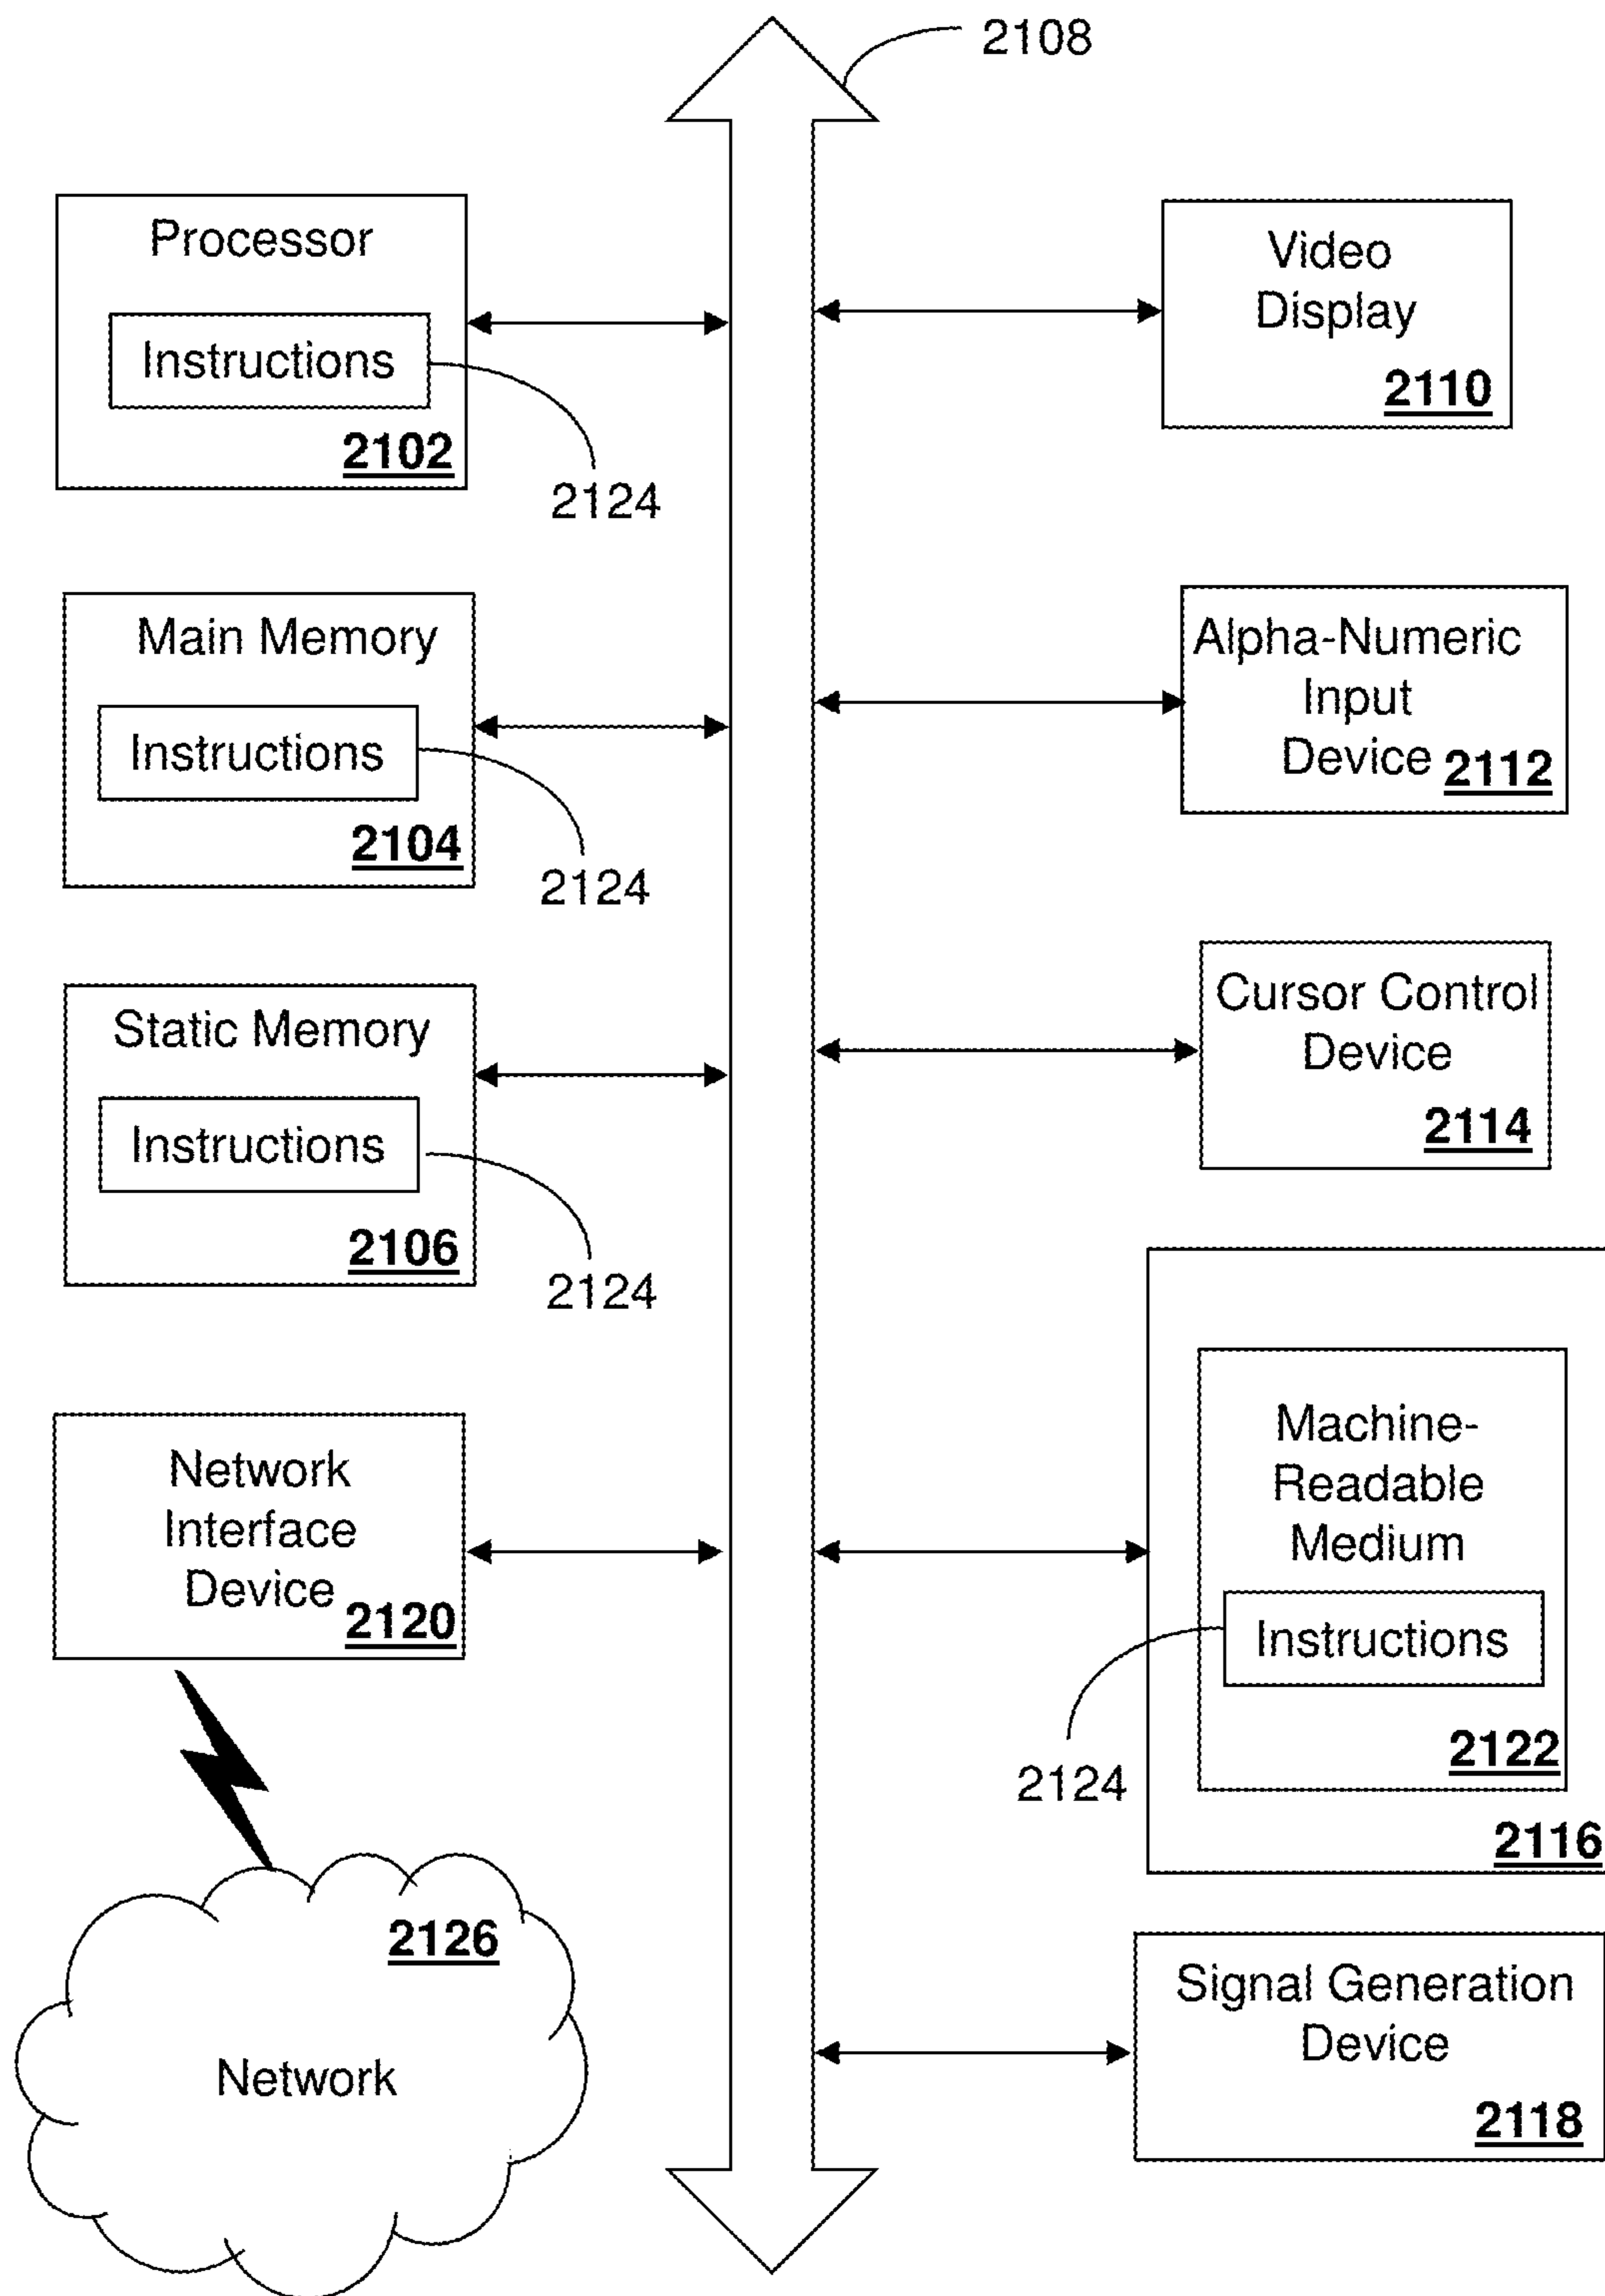 2108
Processor
Instructions
2102
2124
Main Memory
Instructions
2104
2124
Static Memory
Instructions
2106
2124
Network
Interface
Device
2120
2126
Network
Video
Display
2110
Alpha-Numeric
Input
Device 2112
Cursor Control
Device
2114
Machine-
Readable
Medium
Instructions
2122
2124
2116
Signal Generation
Device
2118